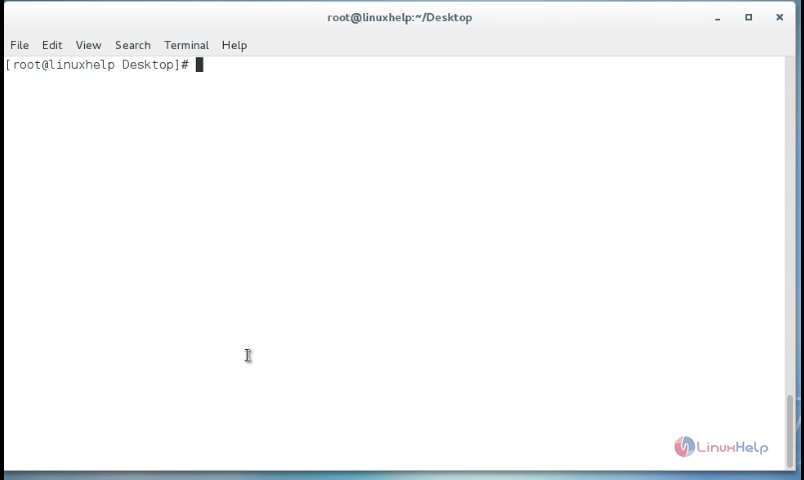 root@linuxhelp:~/Desktop
File Edit View Search Terminal Help
[root@linuxhelp Desktop]#
LinuxHelp